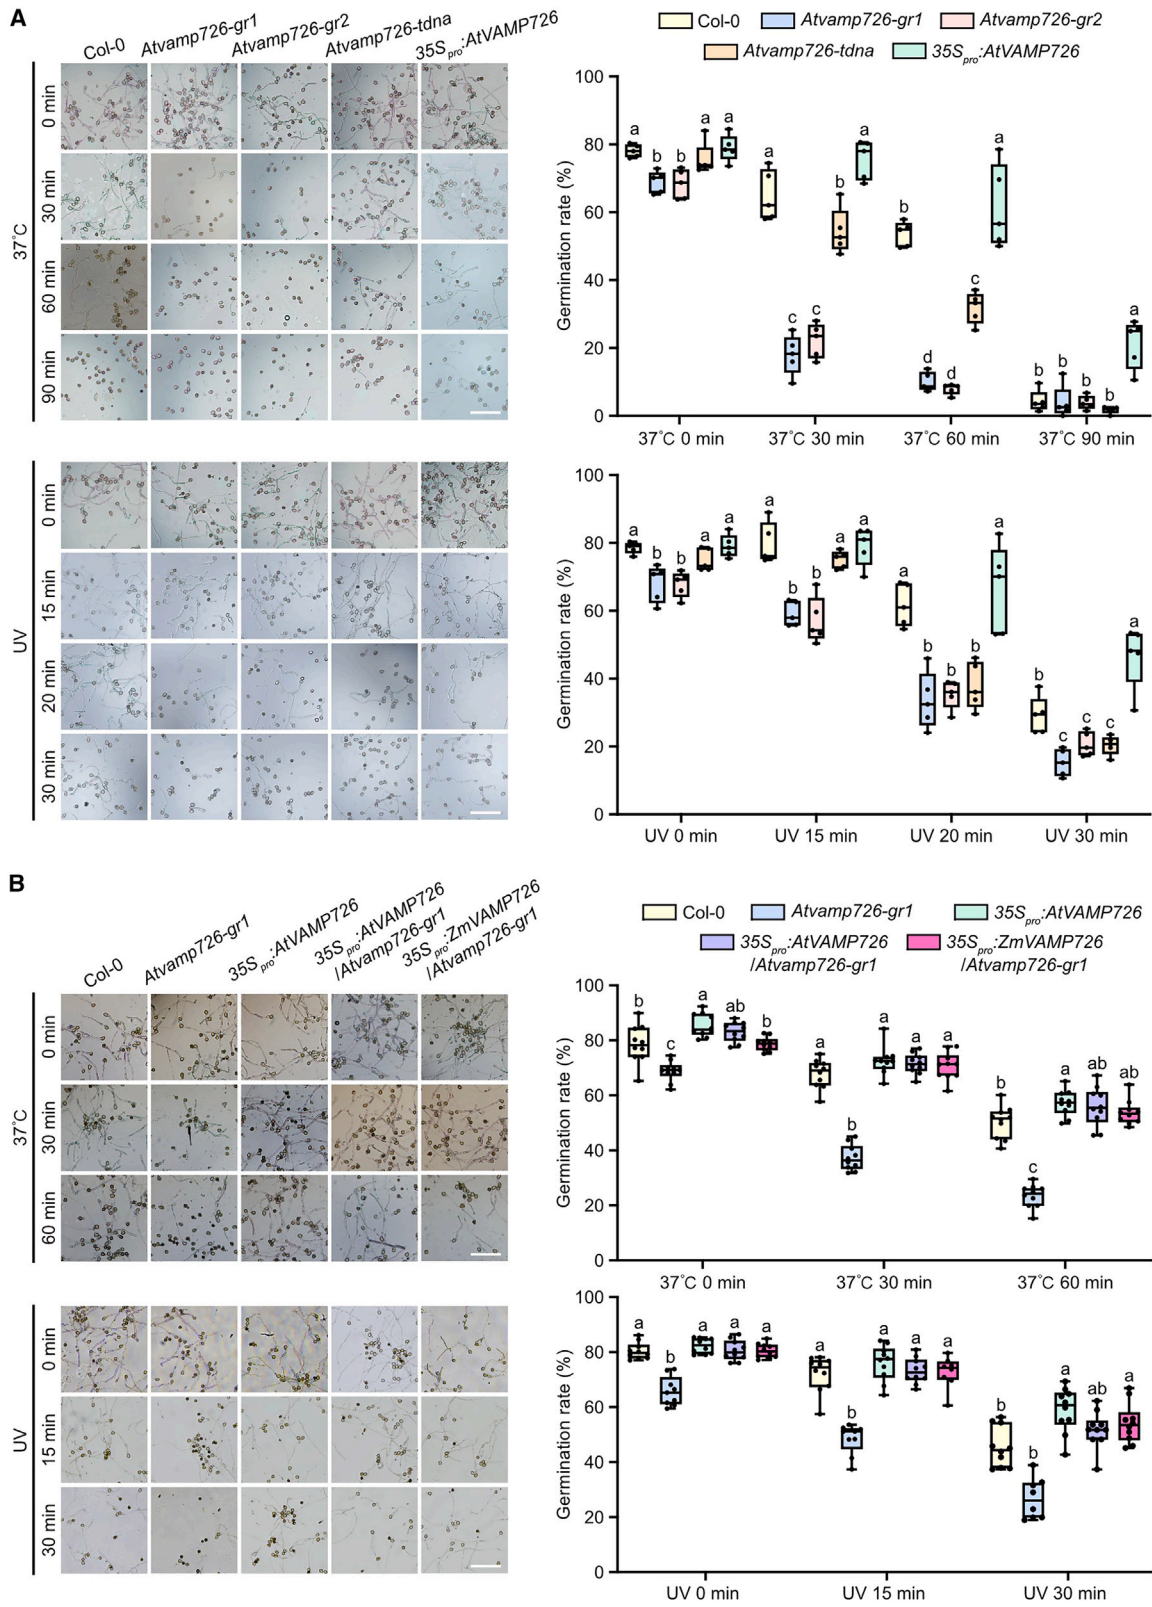 A
Col-0
Atvamp726-gr1
Atvamp726-gr2
Atvamp726-tdna
35Spro:AtVAMP726
37°C
0 min
30 min
60 min
90 min
UV
0 min
15 min
20 min
30 min
Col-0 Atvamp726-gr1 Atvamp726-gr2
Atvamp726-tdna 35Spro:AtVAMP726
Germination rate (%)
100
80
60
40
20
0
a b b a a
a c c b a
b d d c a
b b b b a
37°C 0 min 37°C 30 min 37°C 60 min 37°C 90 min
Germination rate (%)
100
80
60
40
20
0
a b b a a
a b b a a
a b b b a
b c c c a
UV 0 min UV 15 min UV 20 min UV 30 min
B
Col-0
Atvamp726-gr1
35Spro:AtVAMP726
35Spro:AtVAMP726
/Atvamp726-gr1
35Spro:ZmVAMP726
/Atvamp726-gr1
37°C
0 min
30 min
60 min
UV
0 min
15 min
30 min
Col-0 Atvamp726-gr1 35Spro:AtVAMP726
35Spro:AtVAMP726 35Spro:ZmVAMP726
/Atvamp726-gr1 /Atvamp726-gr1
Germination rate (%)
100
80
60
40
20
0
b c a ab b
a b a a a
b c a ab ab
37°C 0 min 37°C 30 min 37°C 60 min
Germination rate (%)
100
80
60
40
20
0
a b a a a
a b a a a
b b a ab a
UV 0 min UV 15 min UV 30 min